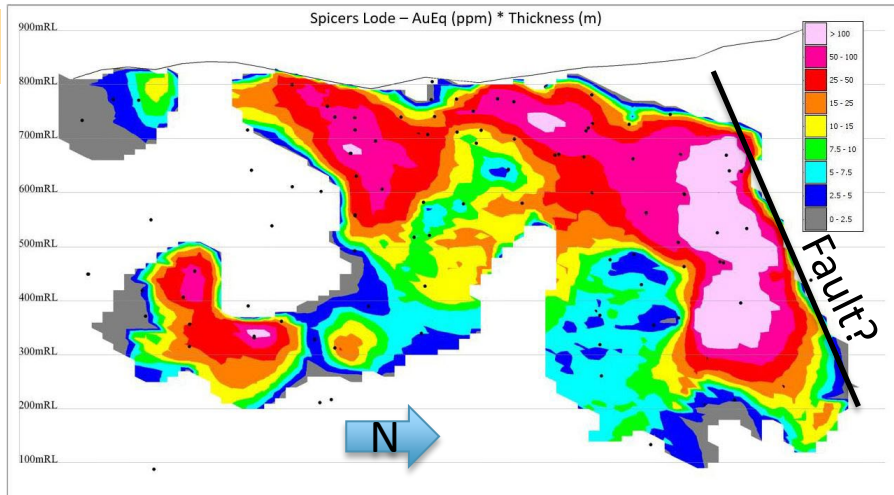 Spicers Lode – AuEq (ppm) * Thickness (m)
900mRL
800mRL
700mRL
600mRL
500mRL
400mRL
300mRL
200mRL
100mRL
> 100
50 - 100
25 - 50
15 - 25
10 - 15
7.5 - 10
5 - 7.5
2.5 - 5
0 - 2.5
Fault?
N